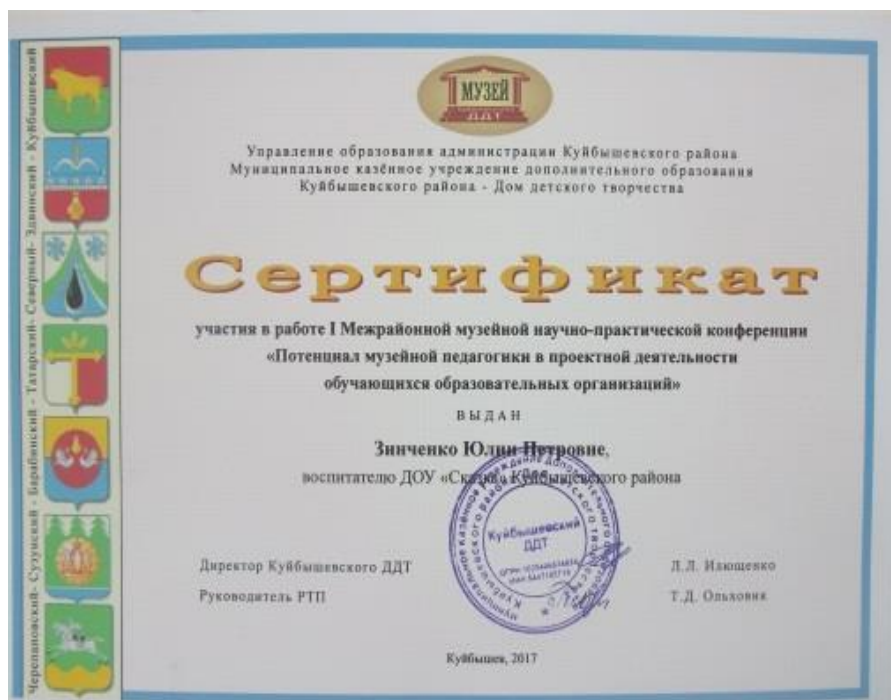 МУЗЕЙ
ДДТ
Управление образования администрации Куйбышевского района
Муниципальное казённое учреждение дополнительного образования
Куйбышевского района - Дом детского творчества
Сертификат
участия в работе I Межрайонной музейной научно-практической конференции
«Потенциал музейной педагогики в проектной деятельности
обучающихся образовательных организаций»
ВЫДАН
Зинченко Юлии Петровне,
воспитателю ДОУ «Сказка» Куйбышевского района
Куйбышевский
ДДТ
Директор Куйбышевского ДДТ
Л.Л. Илющенко
Руководитель РТП
Т.Д. Ольховик
Куйбышев, 2017
Черепановский- Сузунский - Барабинский - Татарский- Северный- Здвинский - Куйбышевский